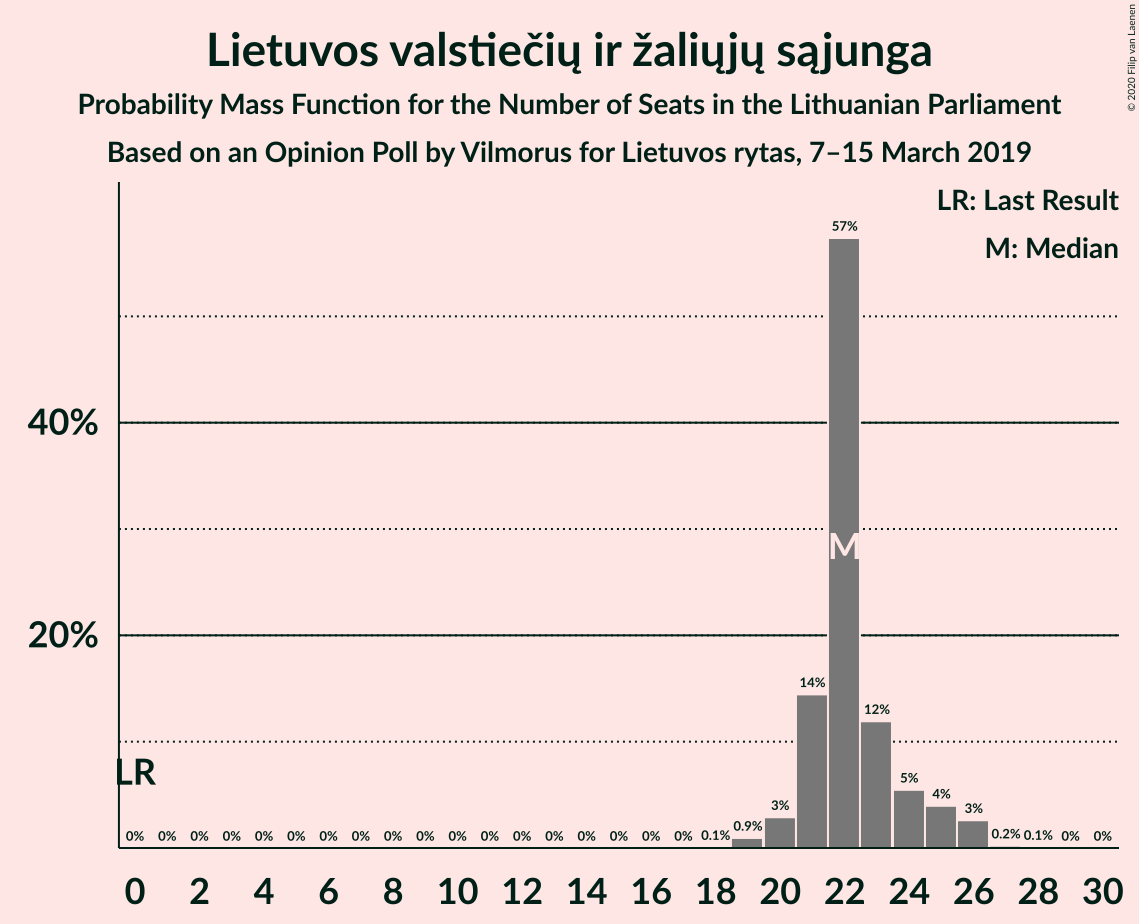 Lietuvos valstiečių ir žaliųjų sąjunga
Probability Mass Function for the Number of Seats in the Lithuanian Parliament
Based on an Opinion Poll by Vilmorus for Lietuvos rytas, 7–15 March 2019
© 2020 Filip van Laenen
LR: Last Result
M: Median
57%
40%
M
20%
14%
12%
LR
5%
4%
3%
3%
0% 0% 0% 0% 0% 0% 0% 0% 0% 0% 0% 0% 0% 0% 0% 0% 0% 0% 0.1% 0.9% 0.2% 0.1% 0% 0%
0 2 4 6 8 10 12 14 16 18 20 22 24 26 28 30